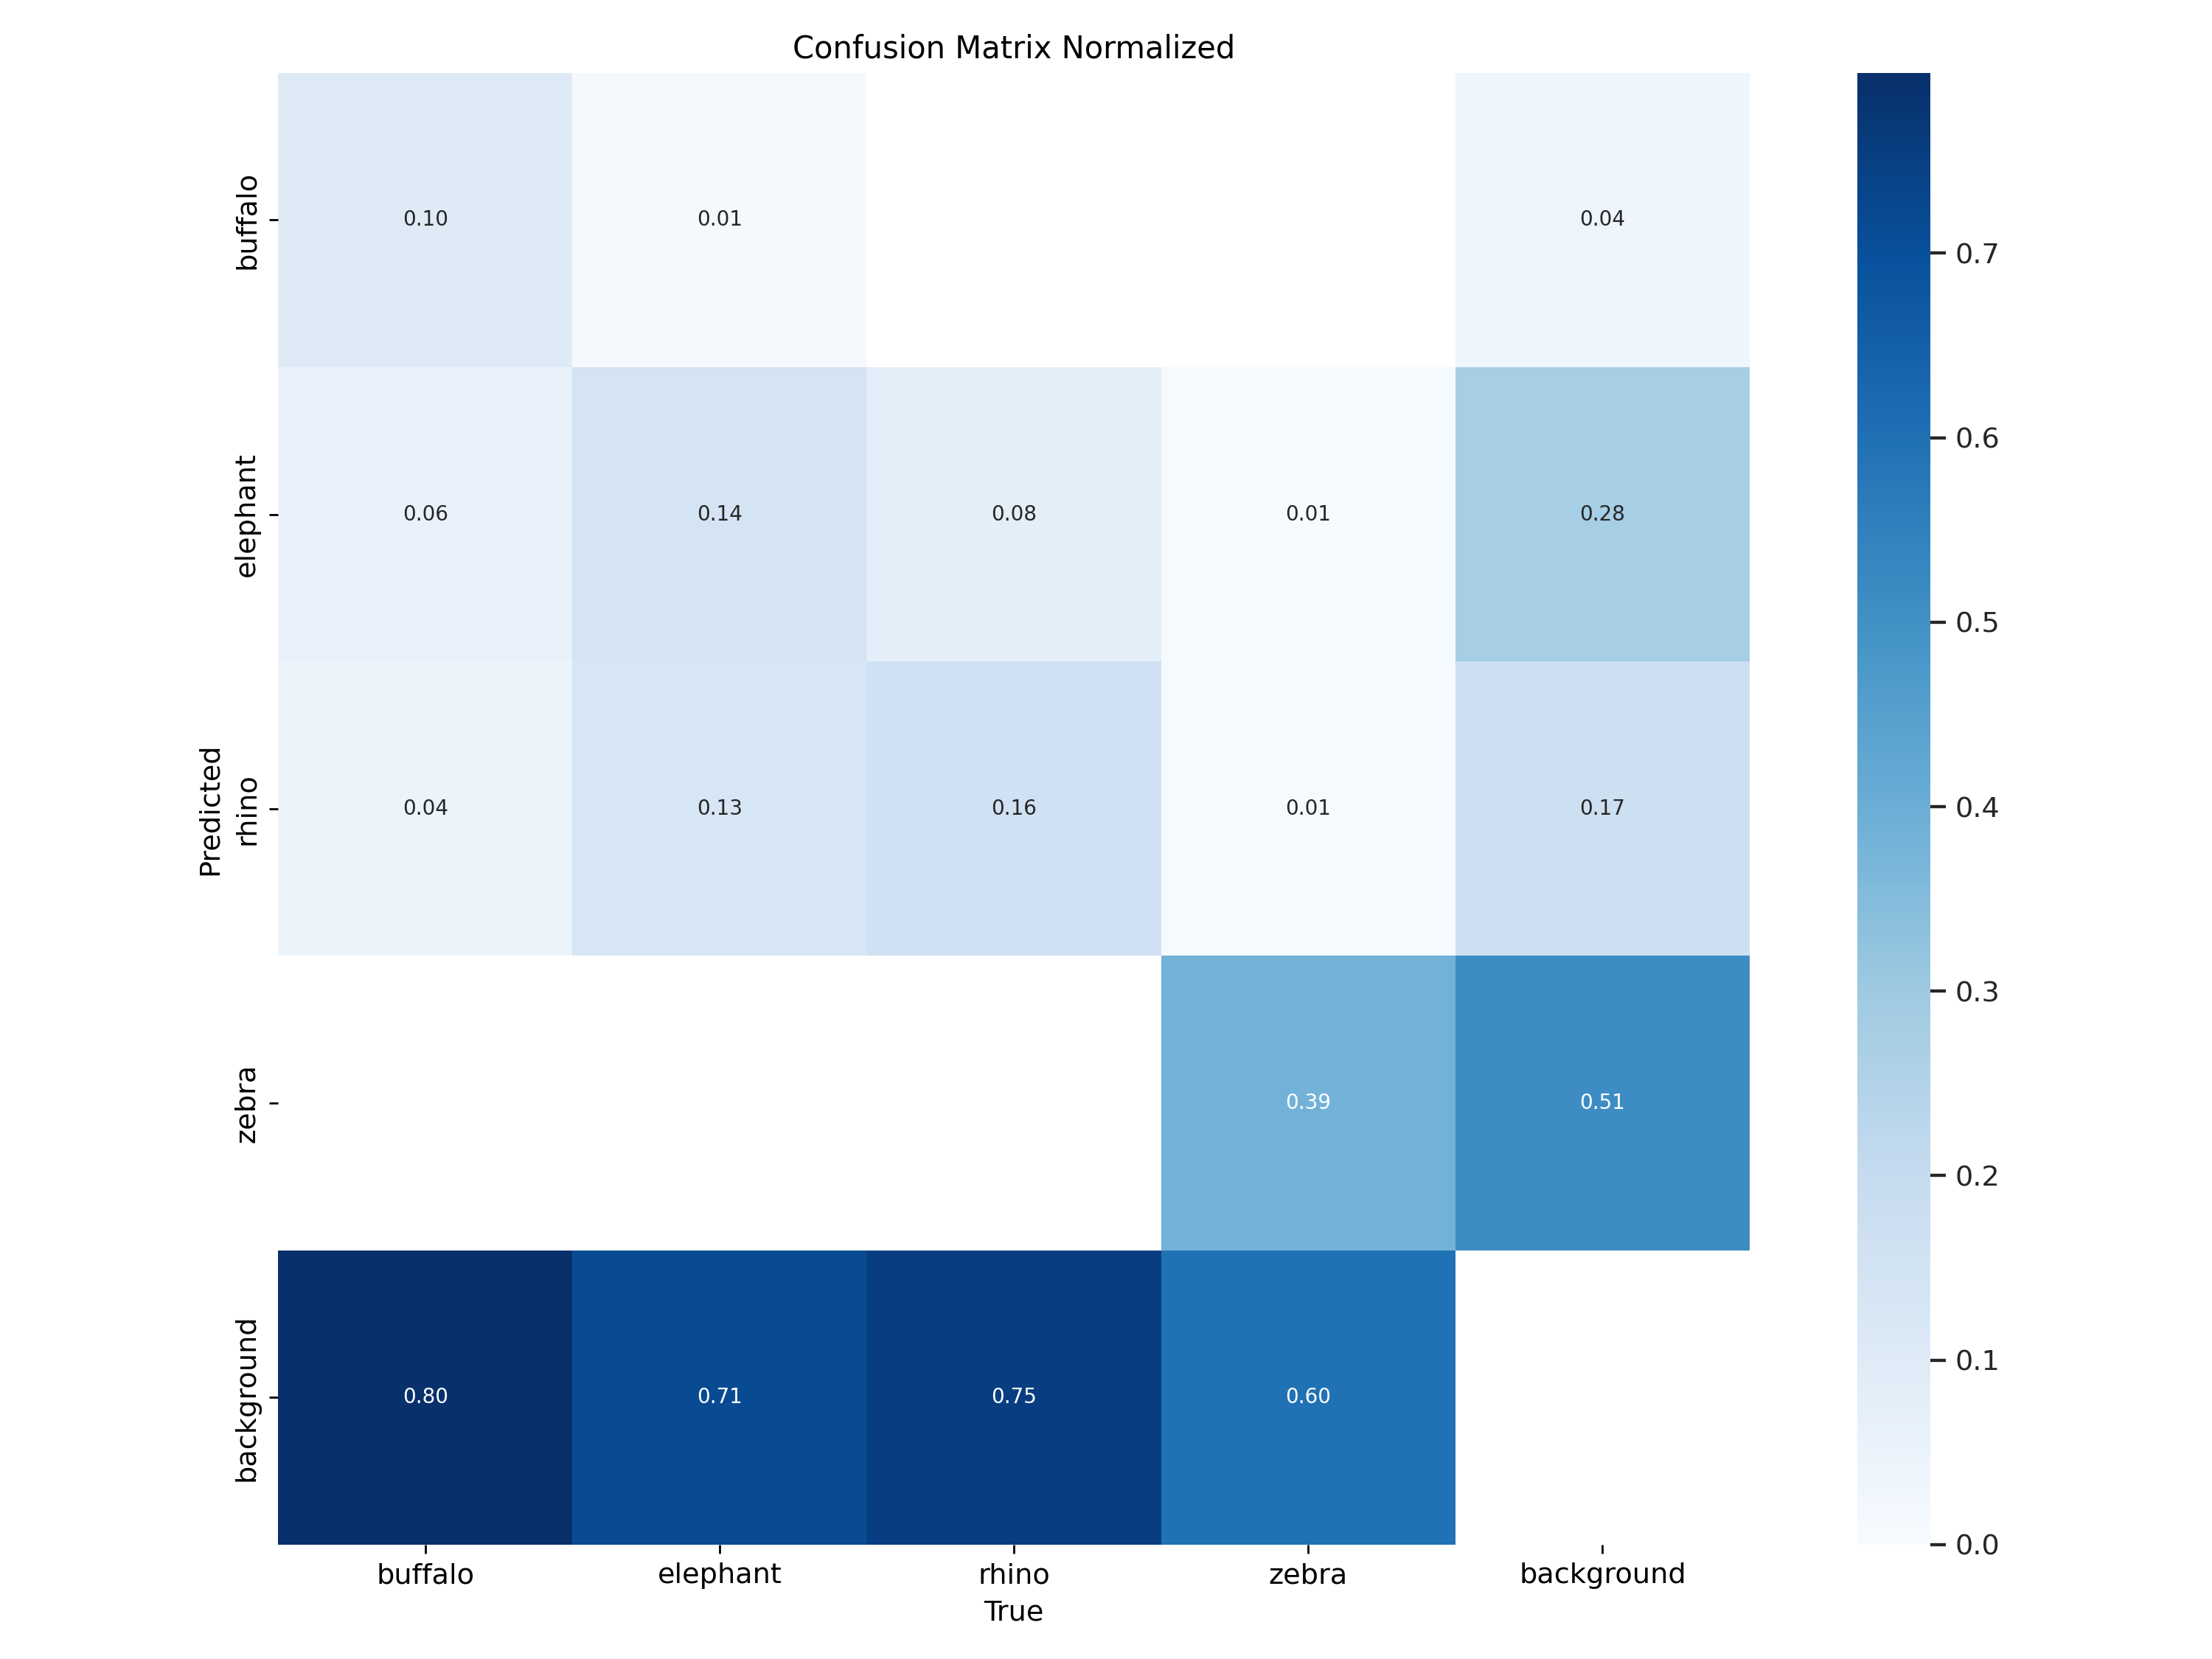 Confusion Matrix Normalized
buffalo
0.10
0.01
0.04
0.7
0.6
elephant
0.06
0.14
0.08
0.01
0.28
0.5
Predicted
rhino
0.04
0.13
0.16
0.01
0.17
0.4
0.3
zebra
0.39
0.51
0.2
background
0.80
0.71
0.75
0.60
0.1
0.0
buffalo
elephant
rhino
zebra
background
True